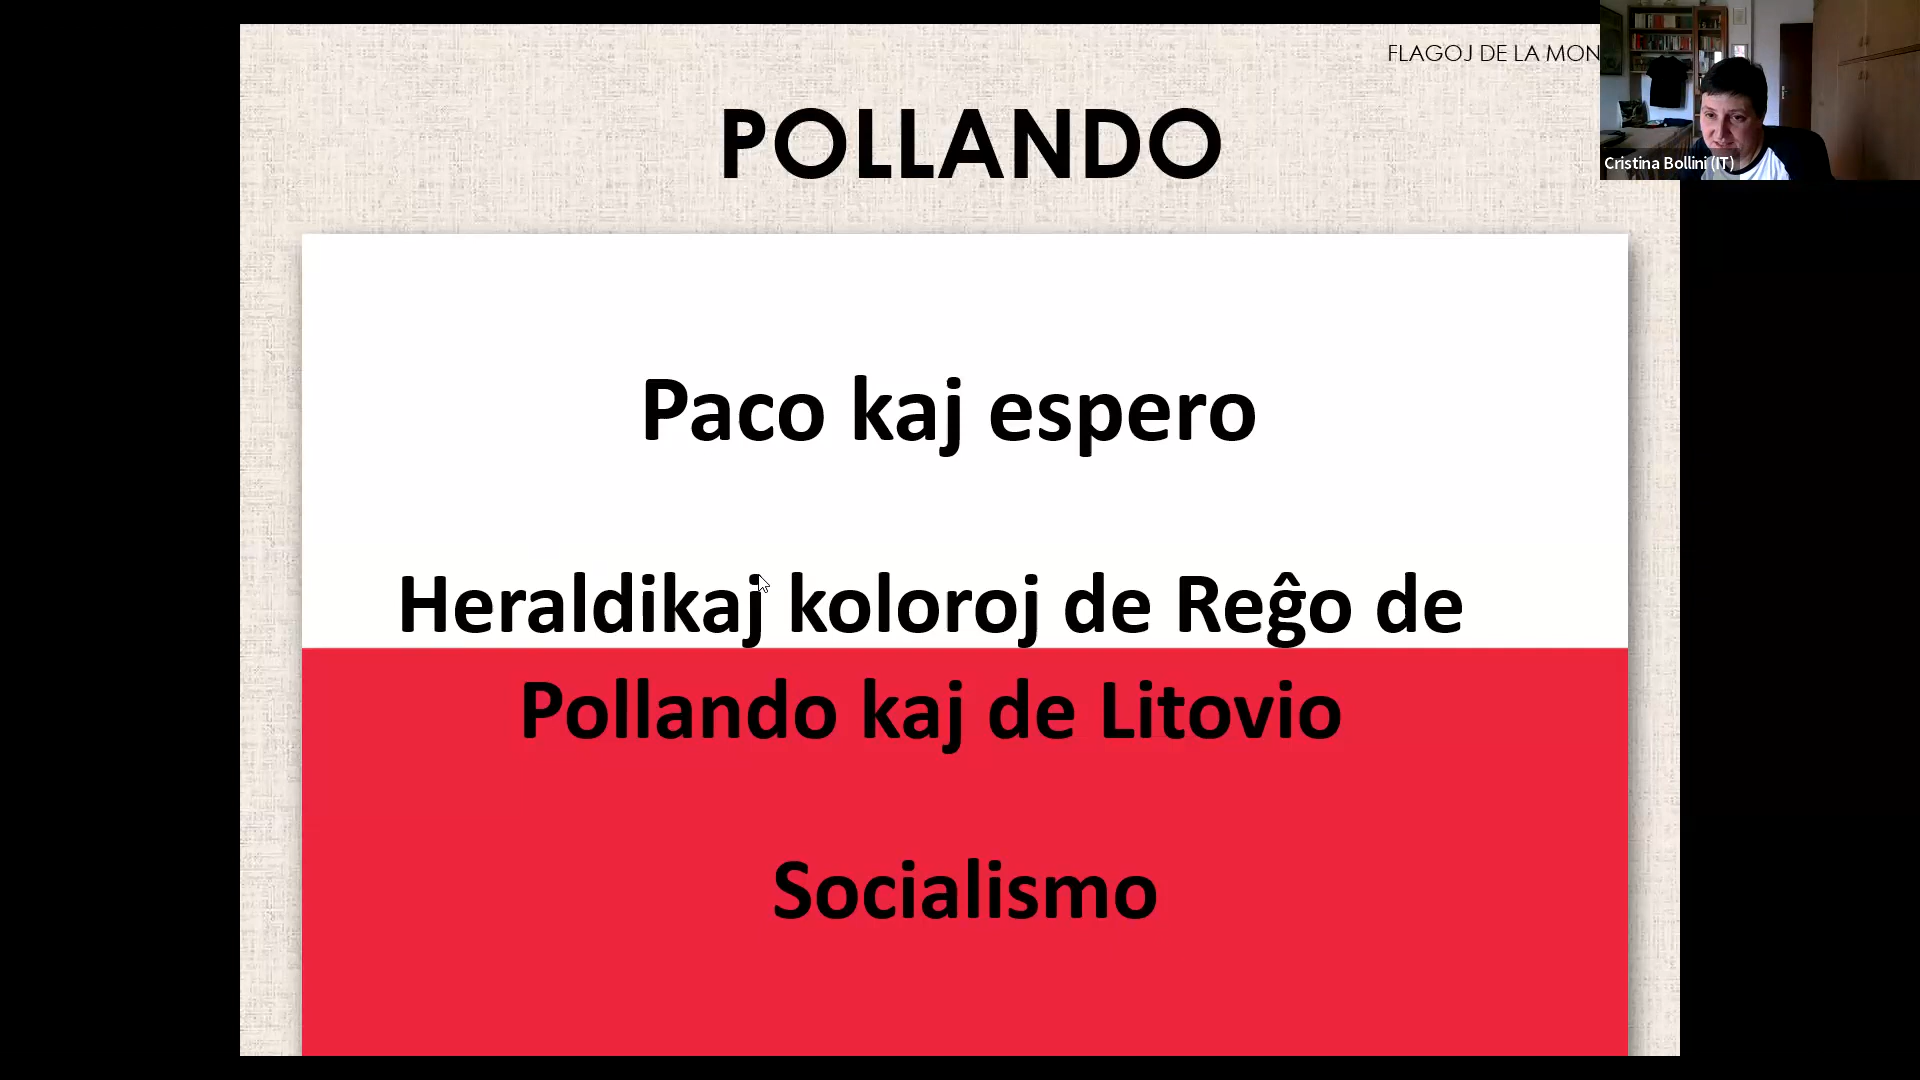 FLAGOJ DE LA MON
POLLANDO
Cristina Bollini (IT)
Paco kaj espero
Heraldikaj koloroj de Reĝo de
Pollando kaj de Litovio
Socialismo